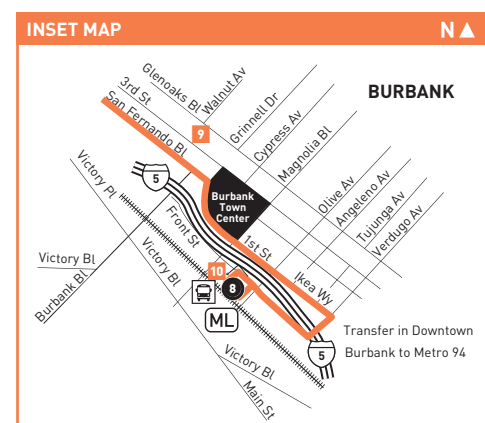 INSET MAP
N
BURBANK
Glenoaks Bl
Walnut Av
3rd St
San Fernando Bl
Grinnell Dr
Cypress Av
Magnolia Bl
9
5
Burbank
Town
Center
Olive Av
Angeleno Av
Tujunga Av
Verdugo Av
Victory Pl
Front St
1st St
Victory Bl
Victory Bl
Burbank Bl
10
8
Ikea Wy
ML
Transfer in Downtown
Burbank to Metro 94
5
Victory Bl
Main St